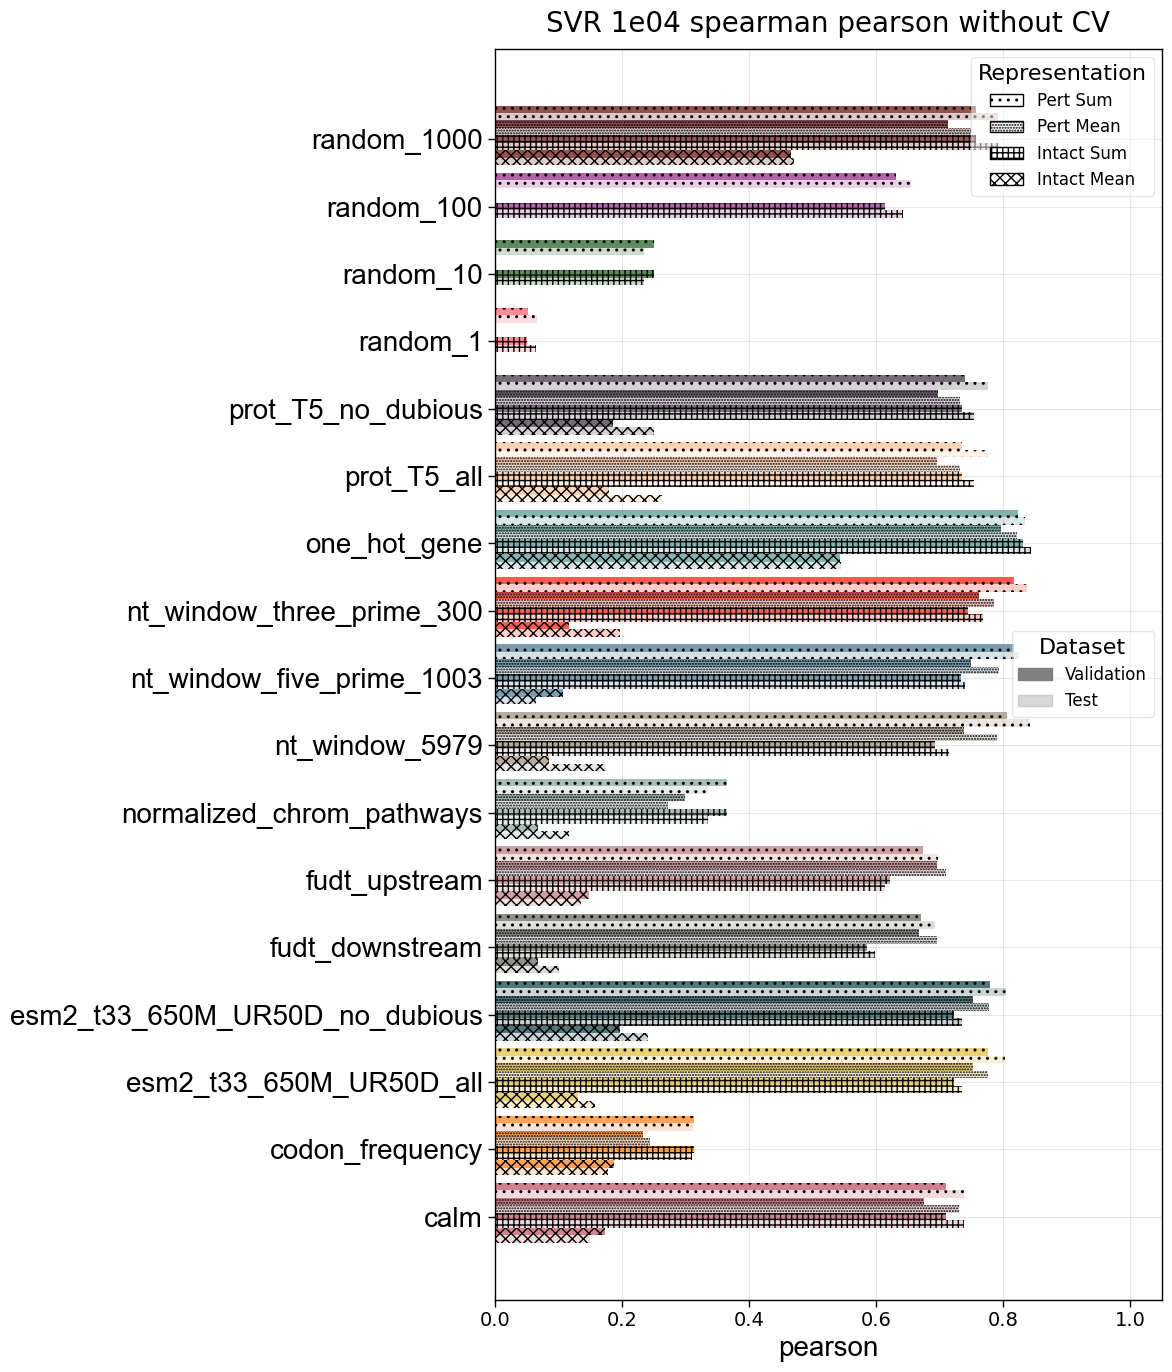 SVR 1e04 spearman pearson without CV
Representation
Pert Sum
Pert Mean
Intact Sum
Intact Mean
random_1000
random_100
random_10
random_1
prot_T5_no_dubious
prot_T5_all
one_hot_gene
nt_window_three_prime_300
Dataset
Validation
Test
nt_window_five_prime_1003
nt_window_5979
normalized_chrom_pathways
fudt_upstream
fudt_downstream
esm2_t33_650M_UR50D_no_dubious
esm2_t33_650M_UR50D_all
codon_frequency
calm
0.0 0.2 0.4 0.6 0.8 1.0
pearson